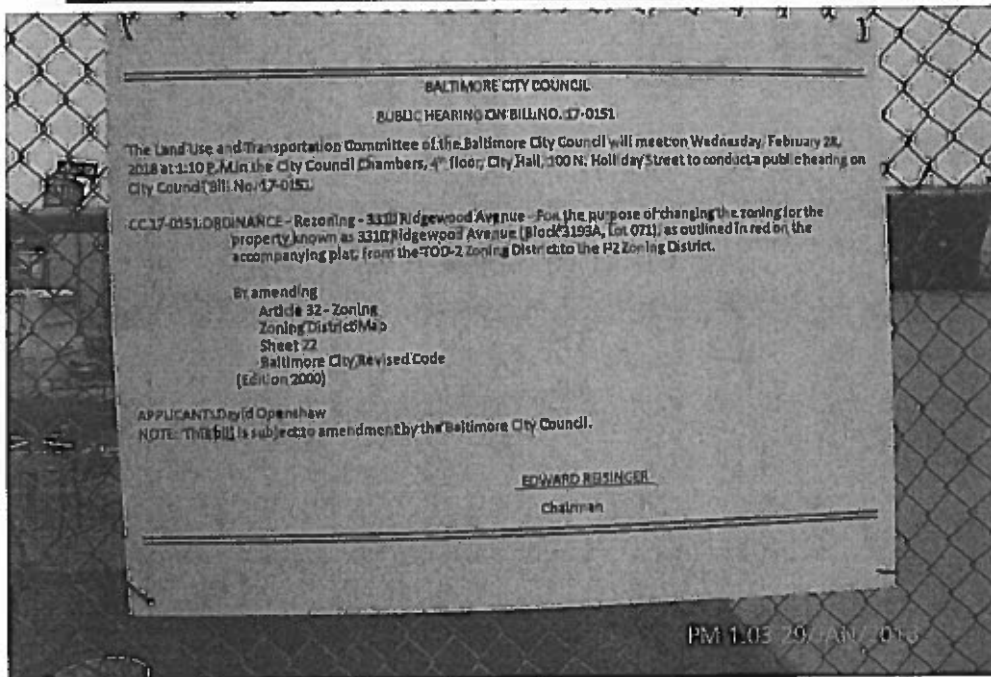 BALTIMORE CITY COUNCIL
PUBLIC HEARING ON BILL NO. 17-0151
The Land Use and Transportation Committee of the Baltimore City Council will meet on Wednesday, February 28,
2018 at 1:10 P.M. in the City Council Chambers, 4th floor, City Hall, 100 N. Holliday Street to conduct a public hearing on
City Council Bill No. 17-0151.
CC 17-0151 ORDINANCE - Rezoning - 3310 Ridgewood Avenue - For the purpose of changing the zoning for the
property known as 3310 Ridgewood Avenue (Block 3193A, Lot 071), as outlined in red on the
accompanying plat, from the TOD-2 Zoning District to the I-2 Zoning District.
By amending
Article 32 - Zoning
Zoning District Map
Sheet 22
Baltimore City Revised Code
(Edition 2000)
APPLICANT: David Openshaw
NOTE: This bill is subject to amendment by the Baltimore City Council.
EDWARD REISINGER
Chairman
PM 1:03 29/JAN/2018